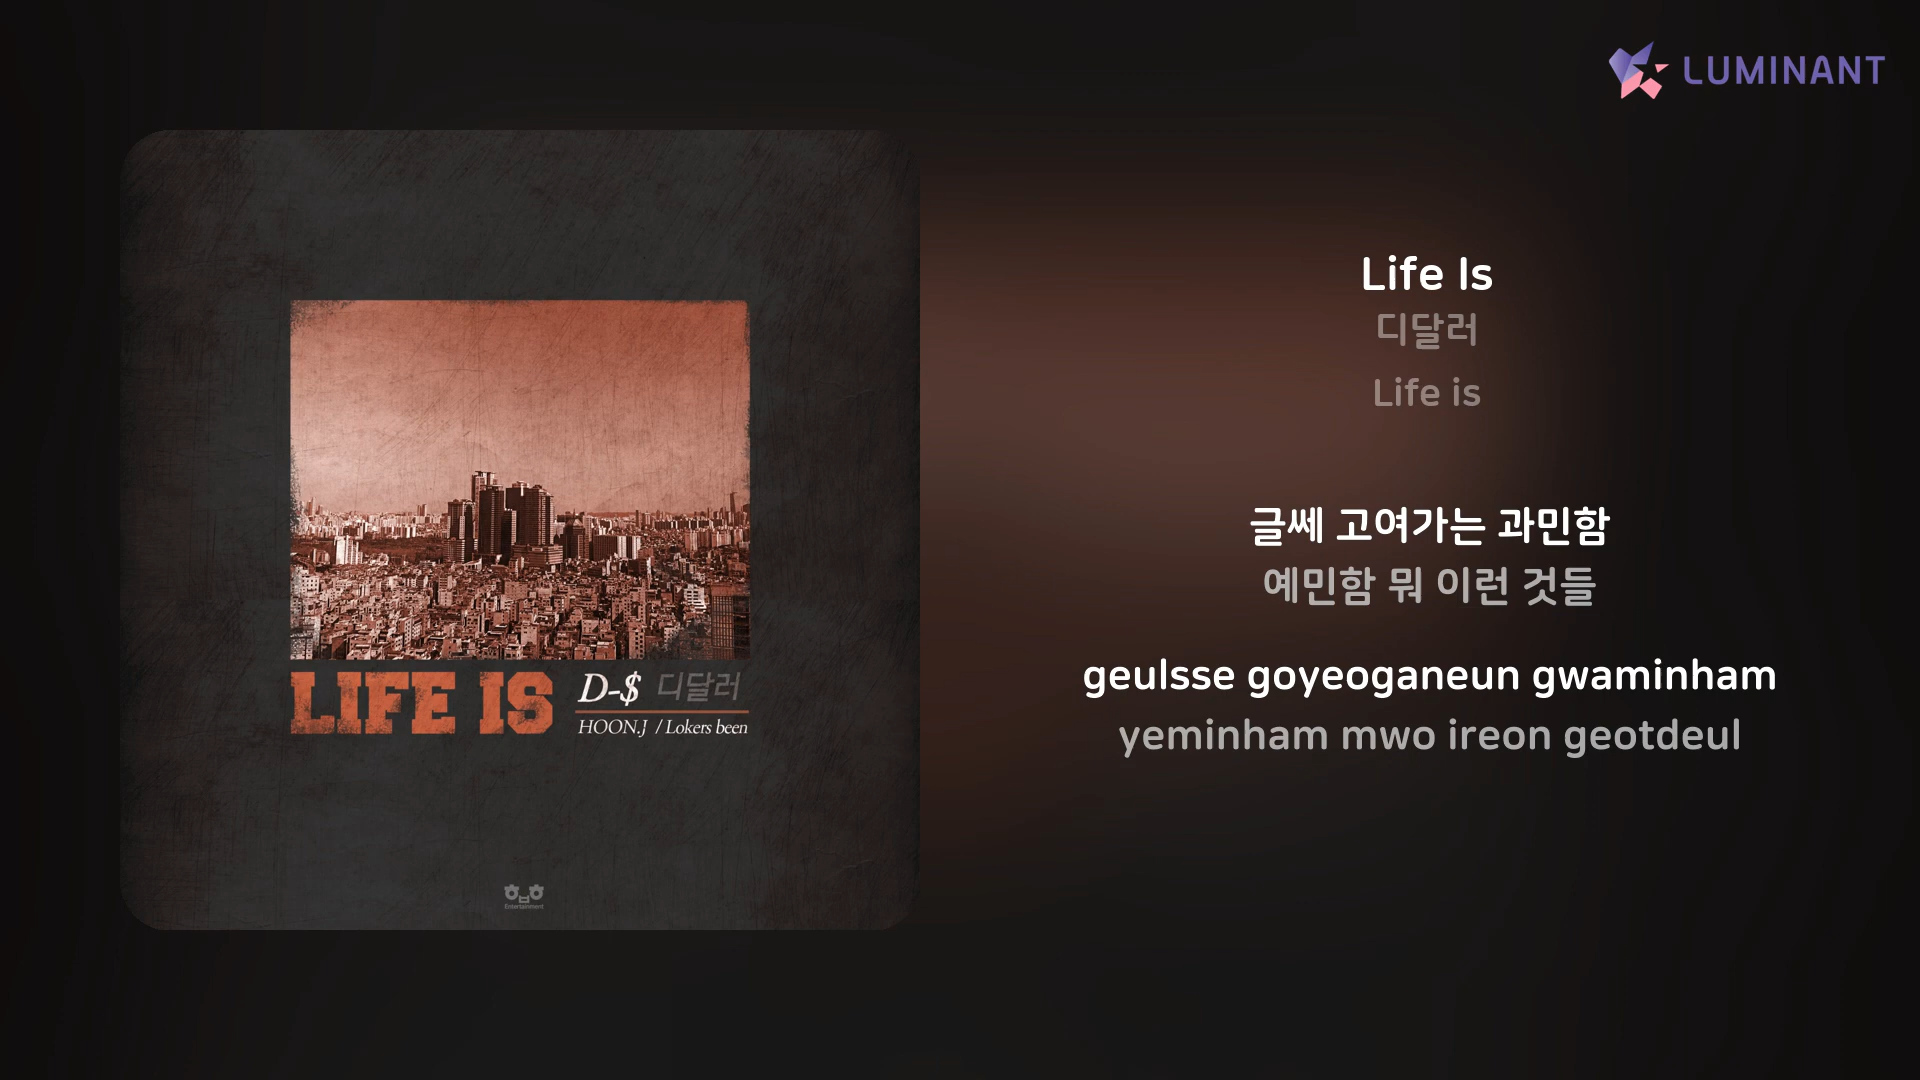 LUMINANT
LIFE IS
D-$ 디달러
HOON.J / Lokers been
Entertainment
Life Is
디달러
Life is
글쎄 고여가는 과민함
예민함 뭐 이런 것들
geulsse goyeoganeun gwaminham
yeminham mwo ireon geotdeul